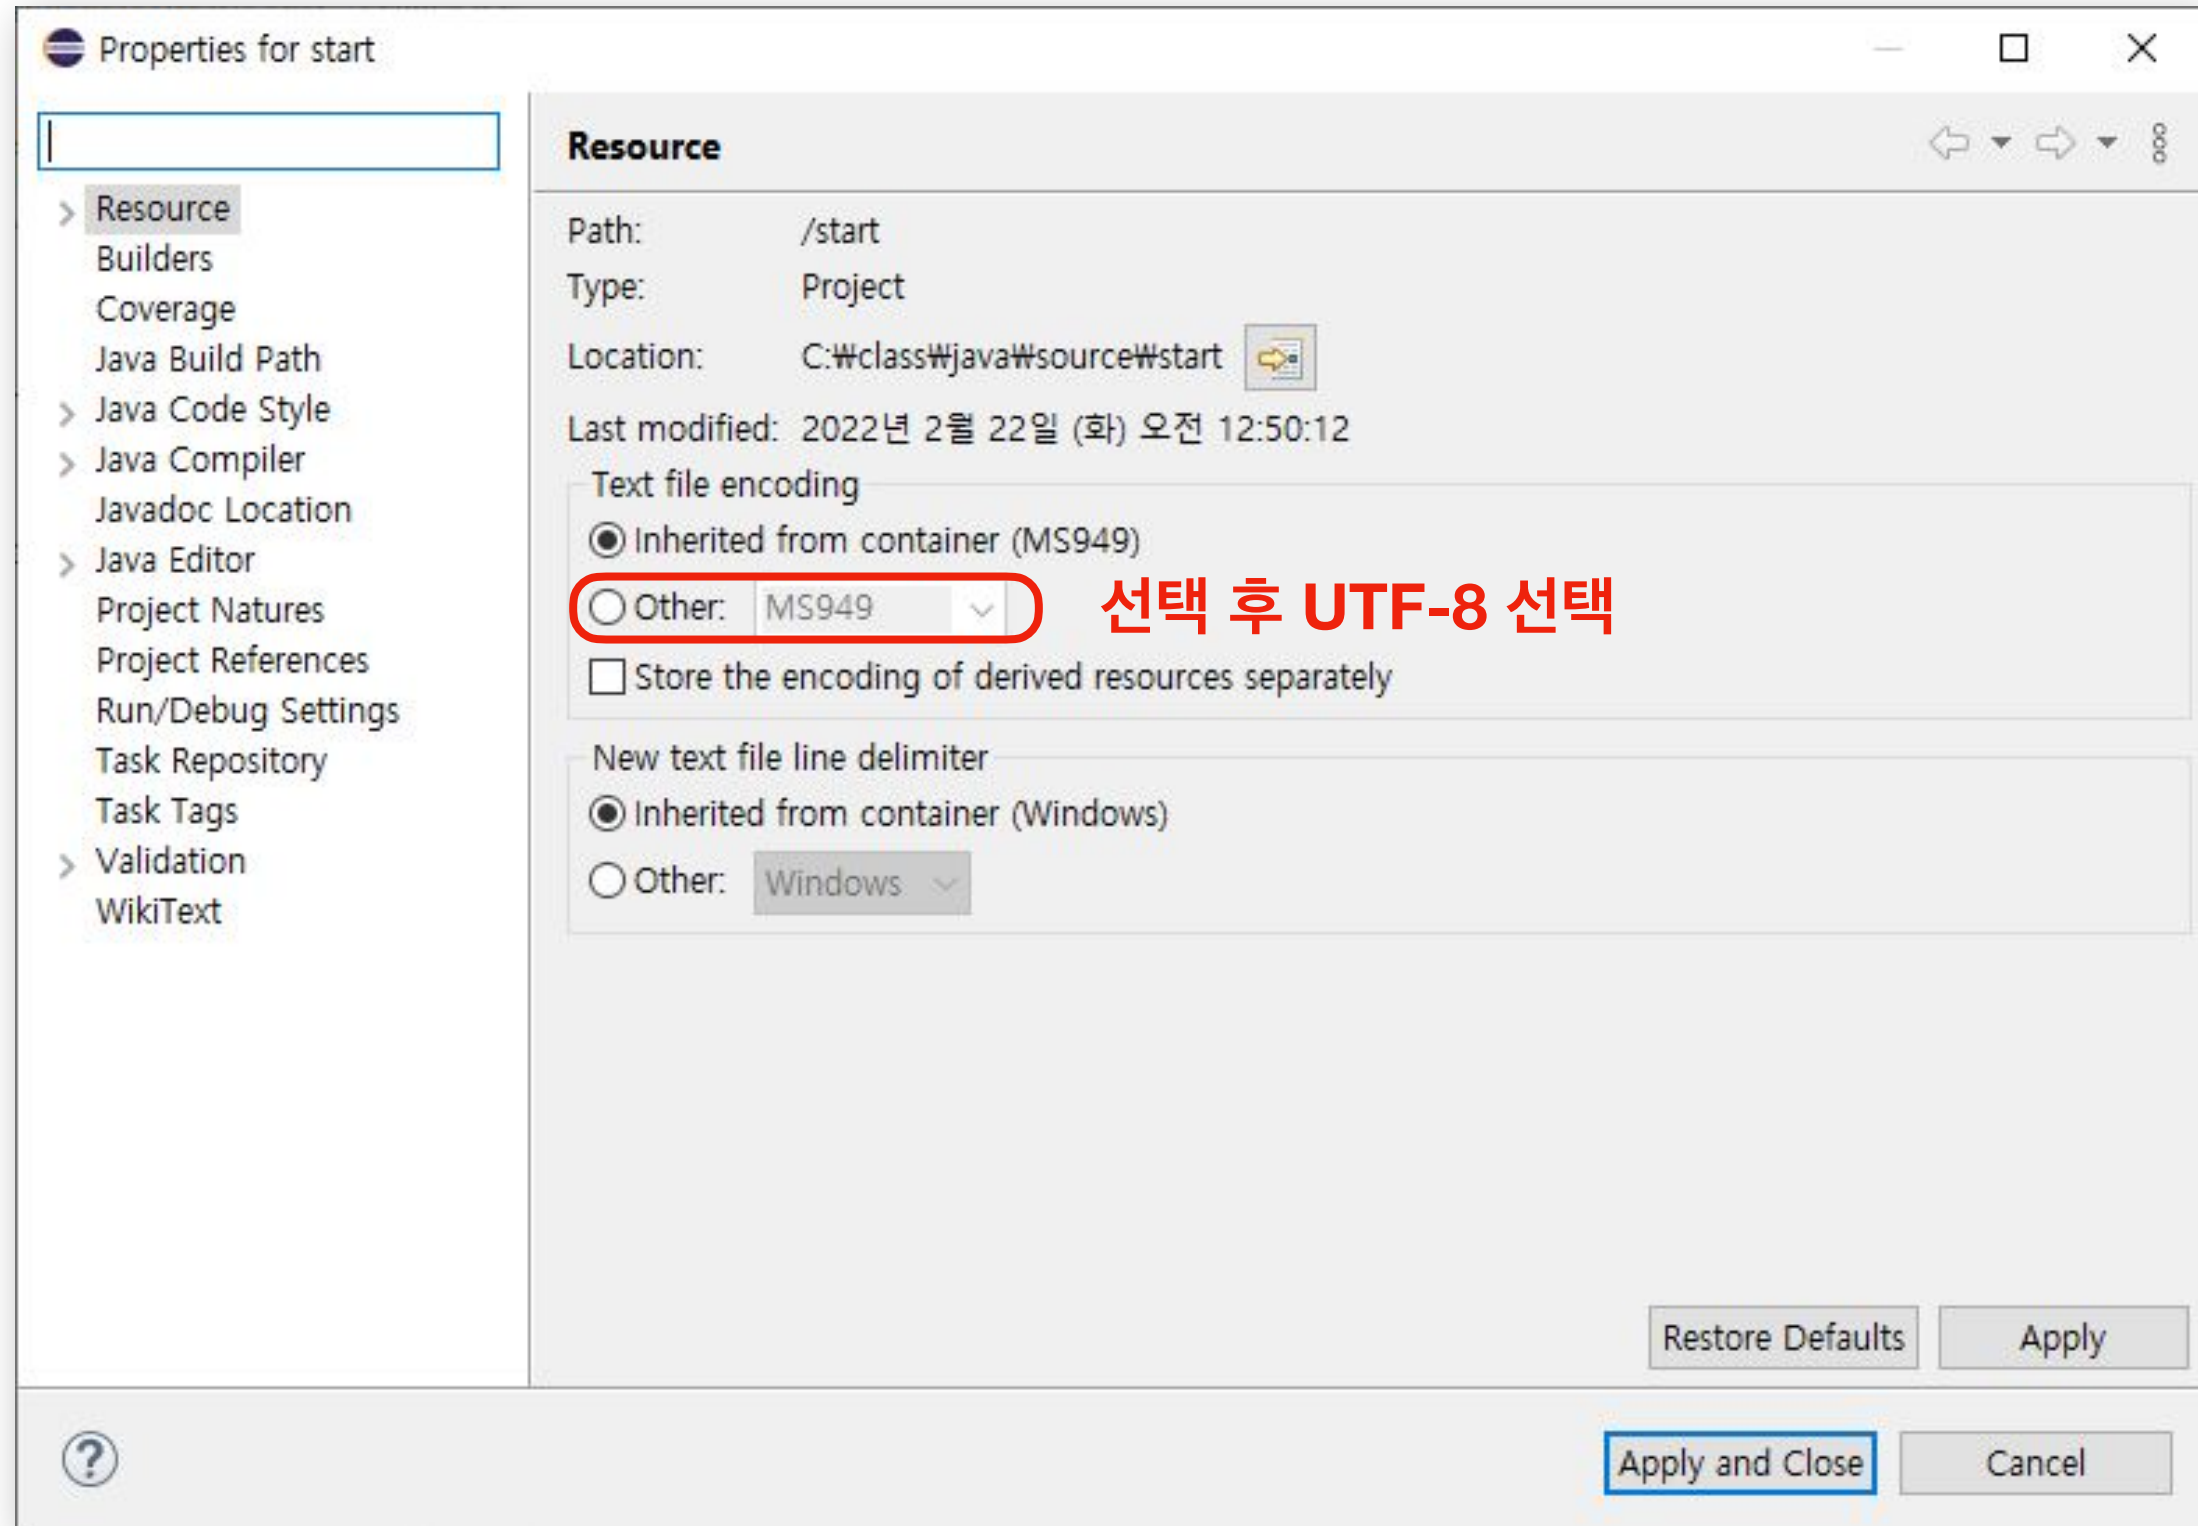 Properties for start
Resource
Builders
Coverage
Java Build Path
Java Code Style
Java Compiler
Javadoc Location
Java Editor
Project Natures
Project References
Run/Debug Settings
Task Repository
Task Tags
Validation
WikiText
Resource
Path: /start
Type: Project
Location: C:₩class₩java₩source₩start
Last modified: 2022년 2월 22일 (화) 오전 12:50:12
Text file encoding
Inherited from container (MS949)
Other: MS949 선택 후 UTF-8 선택
Store the encoding of derived resources separately
New text file line delimiter
Inherited from container (Windows)
Other: Windows
Restore Defaults Apply
? Apply and Close Cancel